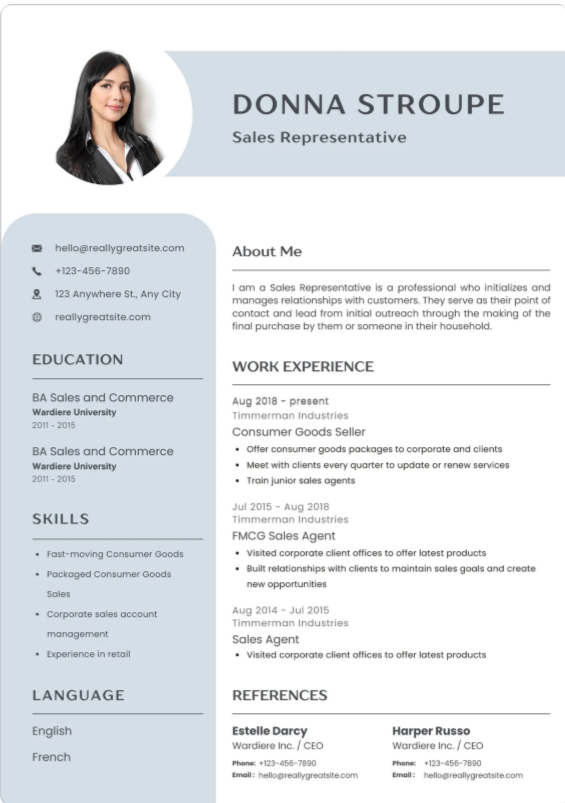 DONNA STROUPE
Sales Representative
hello@reallygreatsite.com
+123-456-7890
123 Anywhere St., Any City
reallygreatsite.com
EDUCATION
BA Sales and Commerce
Wardiere University
2011 - 2015
BA Sales and Commerce
Wardiere University
2011 - 2015
SKILLS
Fast-moving Consumer Goods
Packaged Consumer Goods
Sales
Corporate sales account
management
Experience in retail
LANGUAGE
English
French
About Me
I am a Sales Representative is a professional who initializes and
manages relationships with customers. They serve as their point of
contact and lead from initial outreach through the making of the
final purchase by them or someone in their household.
WORK EXPERIENCE
Aug 2018 - present
Timmerman Industries
Consumer Goods Seller
Offer consumer goods packages to corporate and clients
Meet with clients every quarter to update or renew services
Train junior sales agents
Jul 2015 - Aug 2018
Timmerman Industries
FMCG Sales Agent
Visited corporate client offices to offer latest products
Built relationships with clients to maintain sales goals and create
new opportunities
Aug 2014 - Jul 2015
Timmerman Industries
Sales Agent
Visited corporate client offices to offer latest products
REFERENCES
Estelle Darcy
Wardiere Inc. / CEO
Phone: +123-456-7890
Email: hello@reallygreatsite.com
Harper Russo
Wardiere Inc. / CEO
Phone: +123-456-7890
Email: hello@reallygreatsite.com